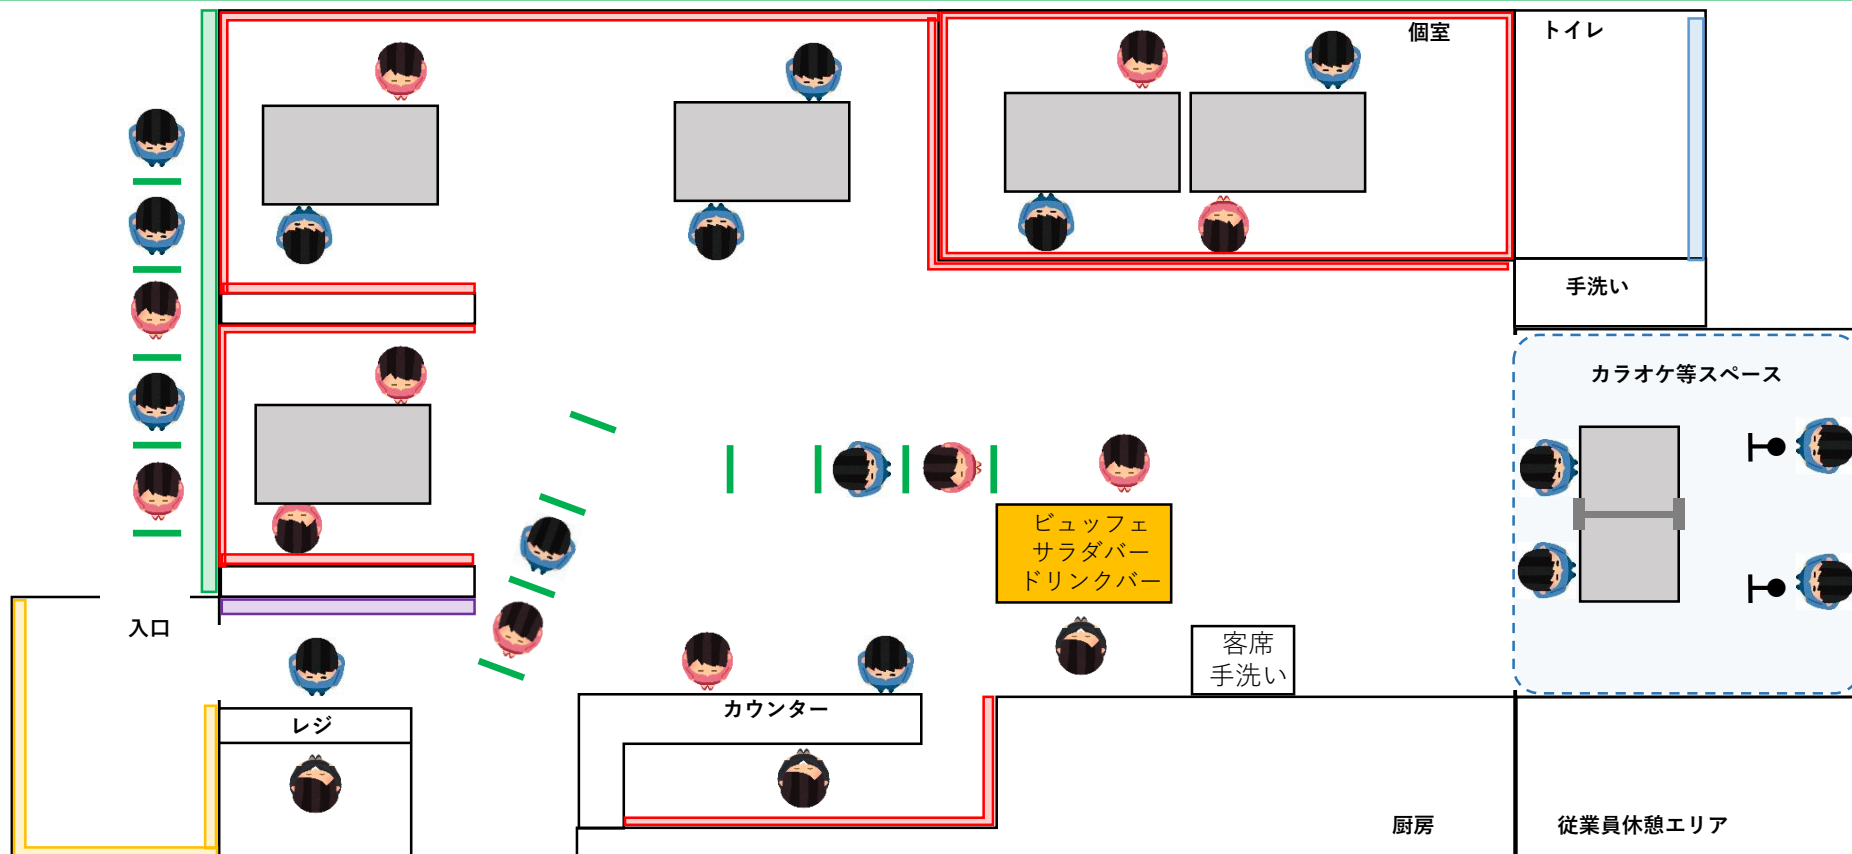 個室
トイレ
手洗い
カラオケ等スペース
ビュッフェ
サラダバー
ドリンクバー
入口
客席
手洗い
レジ
カウンター
厨房
従業員休憩エリア